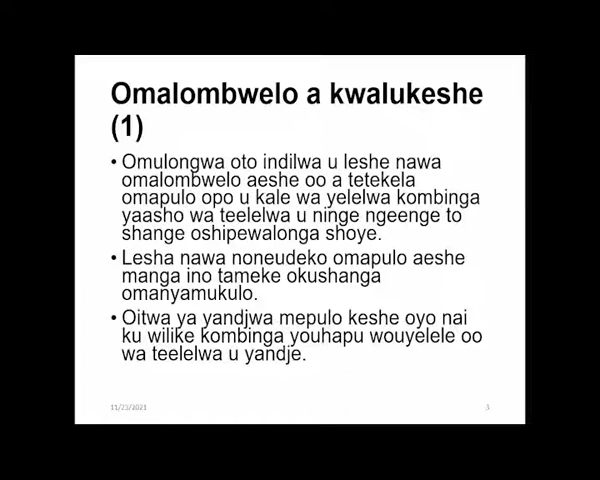 Omalombwelo a kwalukeshe
(1)
• Omulongwa oto indilwa u leshe nawa
omalombwelo aeshe oo a tetekela
omapulo opo u kale wa yelelwa kombinga
yaasho wa teelelwa u ninge ngeenge to
shange oshipewalonga shoye.
• Lesha nawa noneudeko omapulo aeshe
manga ino tameke okushanga
omanyamukulo.
• Oitwa ya yandjwa mepulo keshe oyo nai
ku wilike kombinga youhapu wouyelele oo
wa teelelwa u yandje.
11/23/2021
3